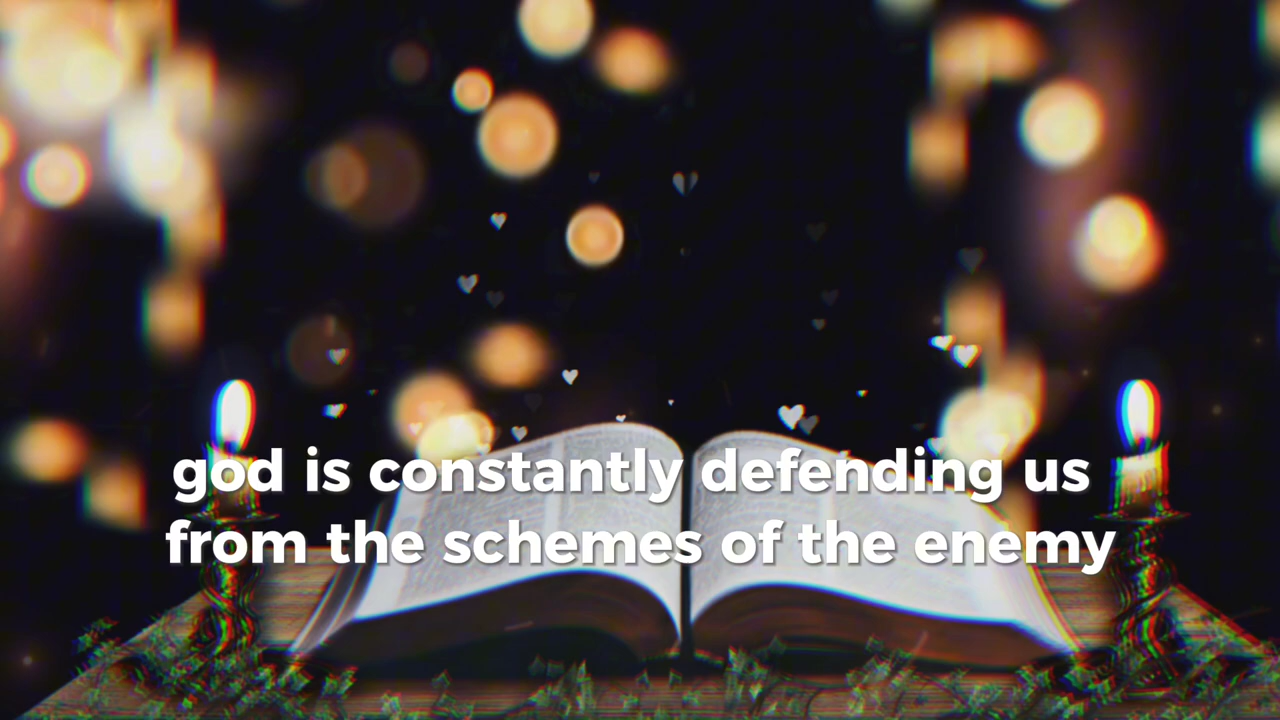 god is constantly defending us
from the schemes of the enemy